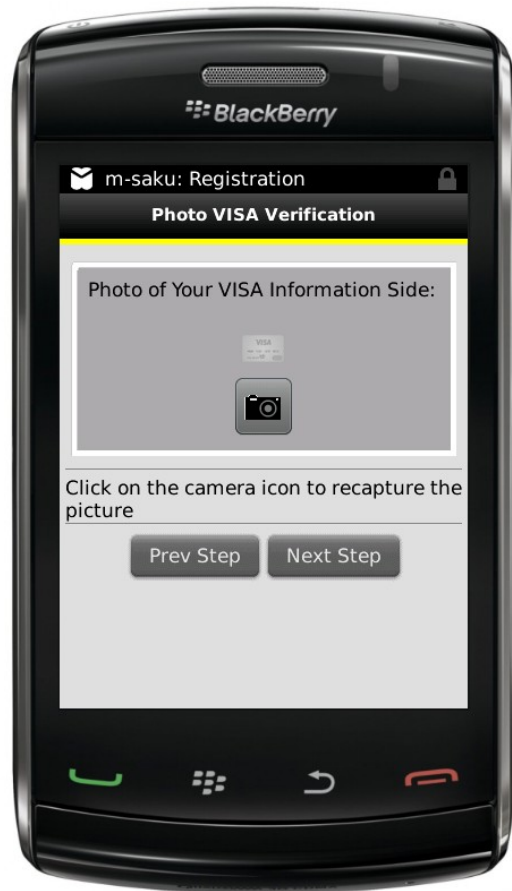 BlackBerry
m-saku: Registration
Photo VISA Verification
Photo of Your VISA Information Side:
VISA
Click on the camera icon to recapture the
picture
Prev Step
Next Step